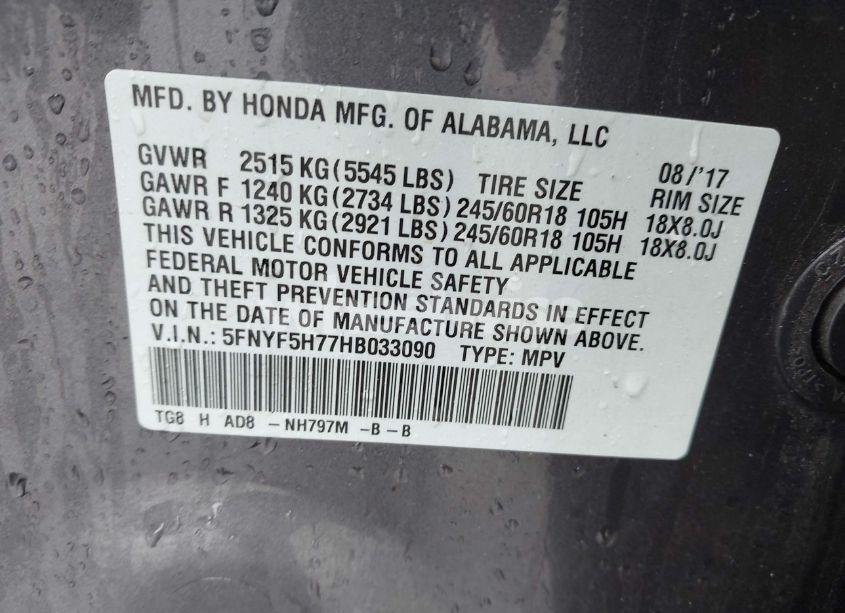 MFD. BY HONDA MFG. OF ALABAMA, LLC
GVWR 2515 KG (5545 LBS) TIRE SIZE 08/'17 RIM SIZE
GAWR F 1240 KG (2734 LBS) 245/60R18 105H 18X8.0J
GAWR R 1325 KG (2921 LBS) 245/60R18 105H 18X8.0J
THIS VEHICLE CONFORMS TO ALL APPLICABLE
FEDERAL MOTOR VEHICLE SAFETY
AND THEFT PREVENTION STANDARDS IN EFFECT
ON THE DATE OF MANUFACTURE SHOWN ABOVE.
V.I.N.: 5FNYF5H77HB033090 TYPE: MPV
TG8 H AD8 - NH797M - B - B